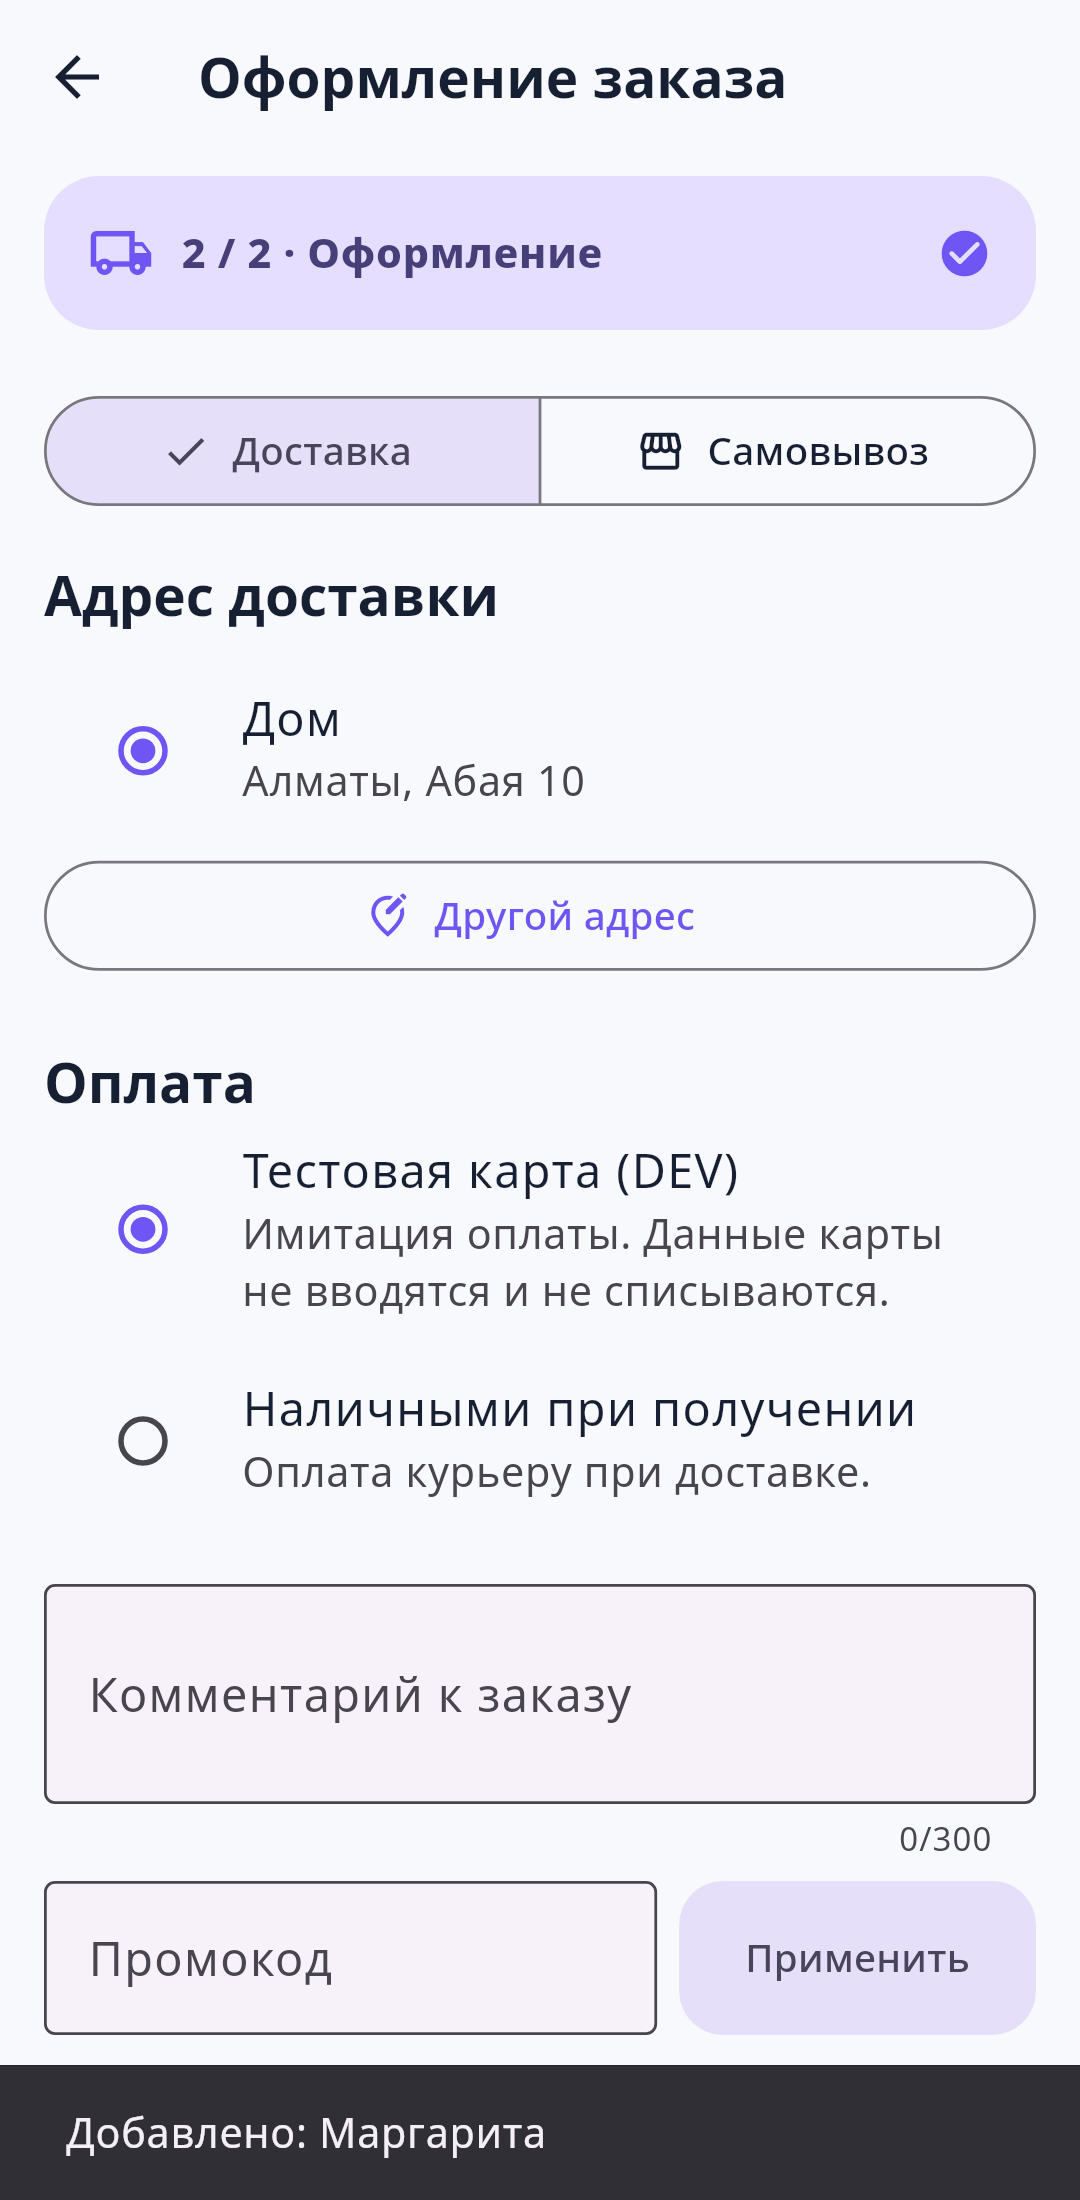 Оформление заказа
2 / 2 · Оформление
Доставка
Самовывоз
Адрес доставки
Дом
Алматы, Абая 10
Другой адрес
Оплата
Тестовая карта (DEV)
Имитация оплаты. Данные карты
не вводятся и не списываются.
Наличными при получении
Оплата курьеру при доставке.
Комментарий к заказу
0/300
Промокод
Применить
Добавлено: Маргарита